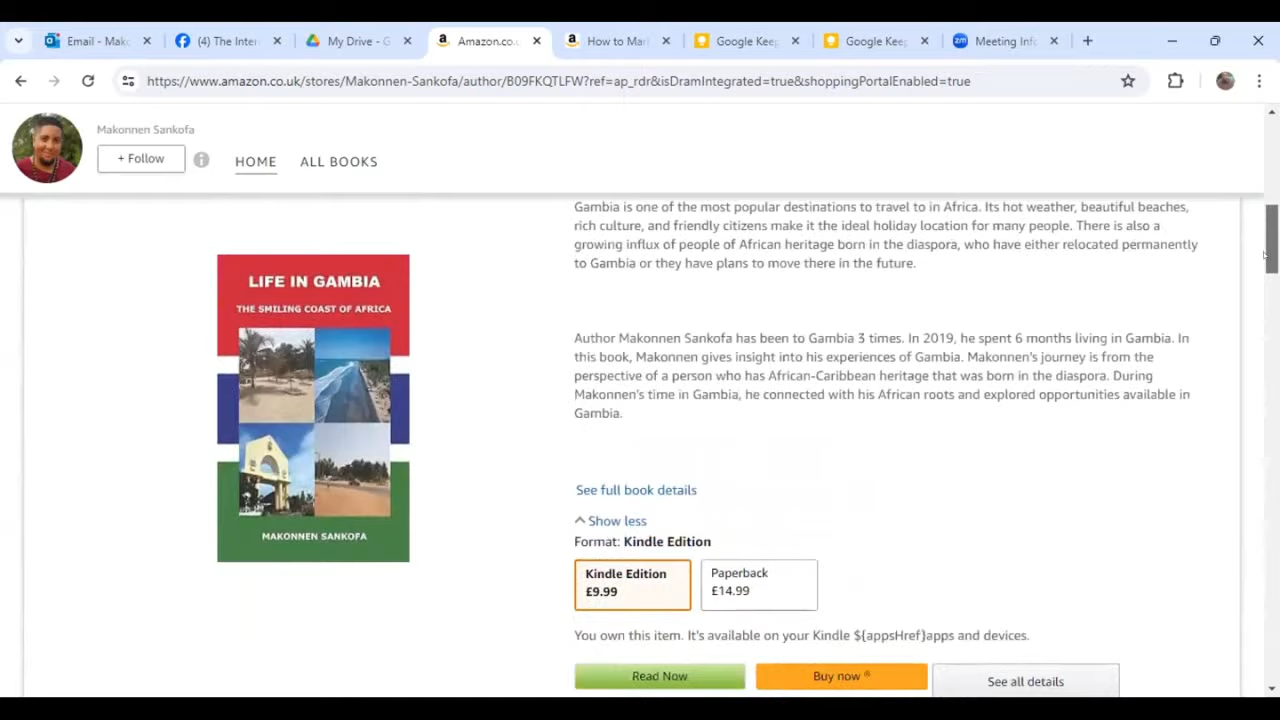 Email - Mako
(4) The Inter
My Drive - G
Amazon.co.
How to Mar
Google Keep
Google Keep
Meeting Info
https://www.amazon.co.uk/stores/Makonnen-Sankofa/author/B09FKQTLFW?ref=ap_rdr&isDramIntegrated=true&shoppingPortalEnabled=true
Makonnen Sankofa
+ Follow
HOME
ALL BOOKS
Gambia is one of the most popular destinations to travel to in Africa. Its hot weather, beautiful beaches,
rich culture, and friendly citizens make it the ideal holiday location for many people. There is also a
growing influx of people of African heritage born in the diaspora, who have either relocated permanently
to Gambia or they have plans to move there in the future.
LIFE IN GAMBIA
THE SMILING COAST OF AFRICA
MAKONNEN SANKOFA
Author Makonnen Sankofa has been to Gambia 3 times. In 2019, he spent 6 months living in Gambia. In
this book, Makonnen gives insight into his experiences of Gambia. Makonnen's journey is from the
perspective of a person who has African-Caribbean heritage that was born in the diaspora. During
Makonnen's time in Gambia, he connected with his African roots and explored opportunities available in
Gambia.
See full book details
Show less
Format: Kindle Edition
Kindle Edition
£9.99
Paperback
£14.99
You own this item. It's available on your Kindle ${appsHref}apps and devices.
Read Now
Buy now
See all details